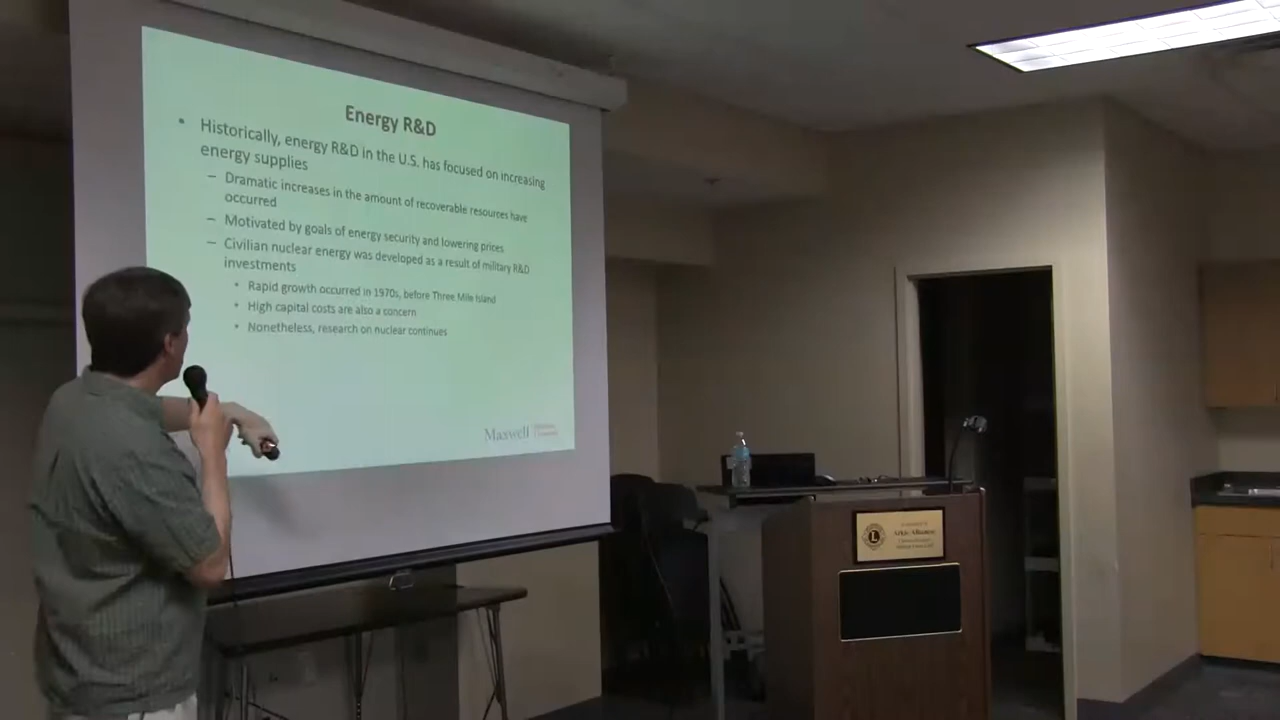 Energy R&D
• Historically, energy R&D in the U.S. has focused on increasing
energy supplies
– Dramatic increases in the amount of recoverable resources have
occurred
– Motivated by goals of energy security and lowering prices
– Civilian nuclear energy was developed as a result of military R&D
investments
• Rapid growth occurred in 1970s, before Three Mile Island
• High capital costs are also a concern
• Nonetheless, research on nuclear continues
Maxwell
L